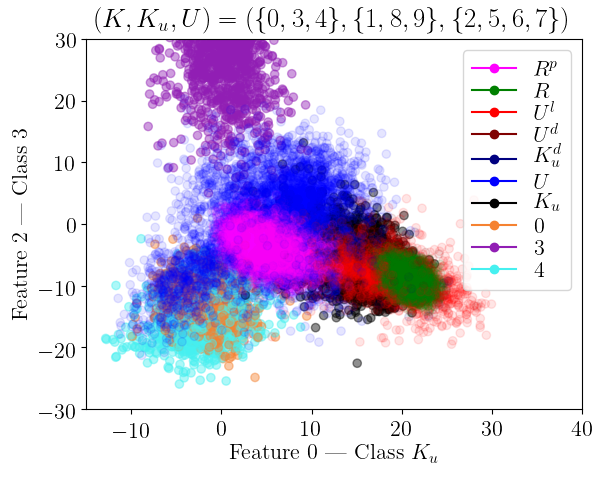 (K, K_u, U) = ({0, 3, 4}, {1, 8, 9}, {2, 5, 6, 7})
30
20
10
0
−10
−20
−30
Feature 2 — Class 3
R^p
R
U^l
U^d
K_u^d
U
K_u
0
3
4
−10
0
10
20
30
40
Feature 0 — Class K_u